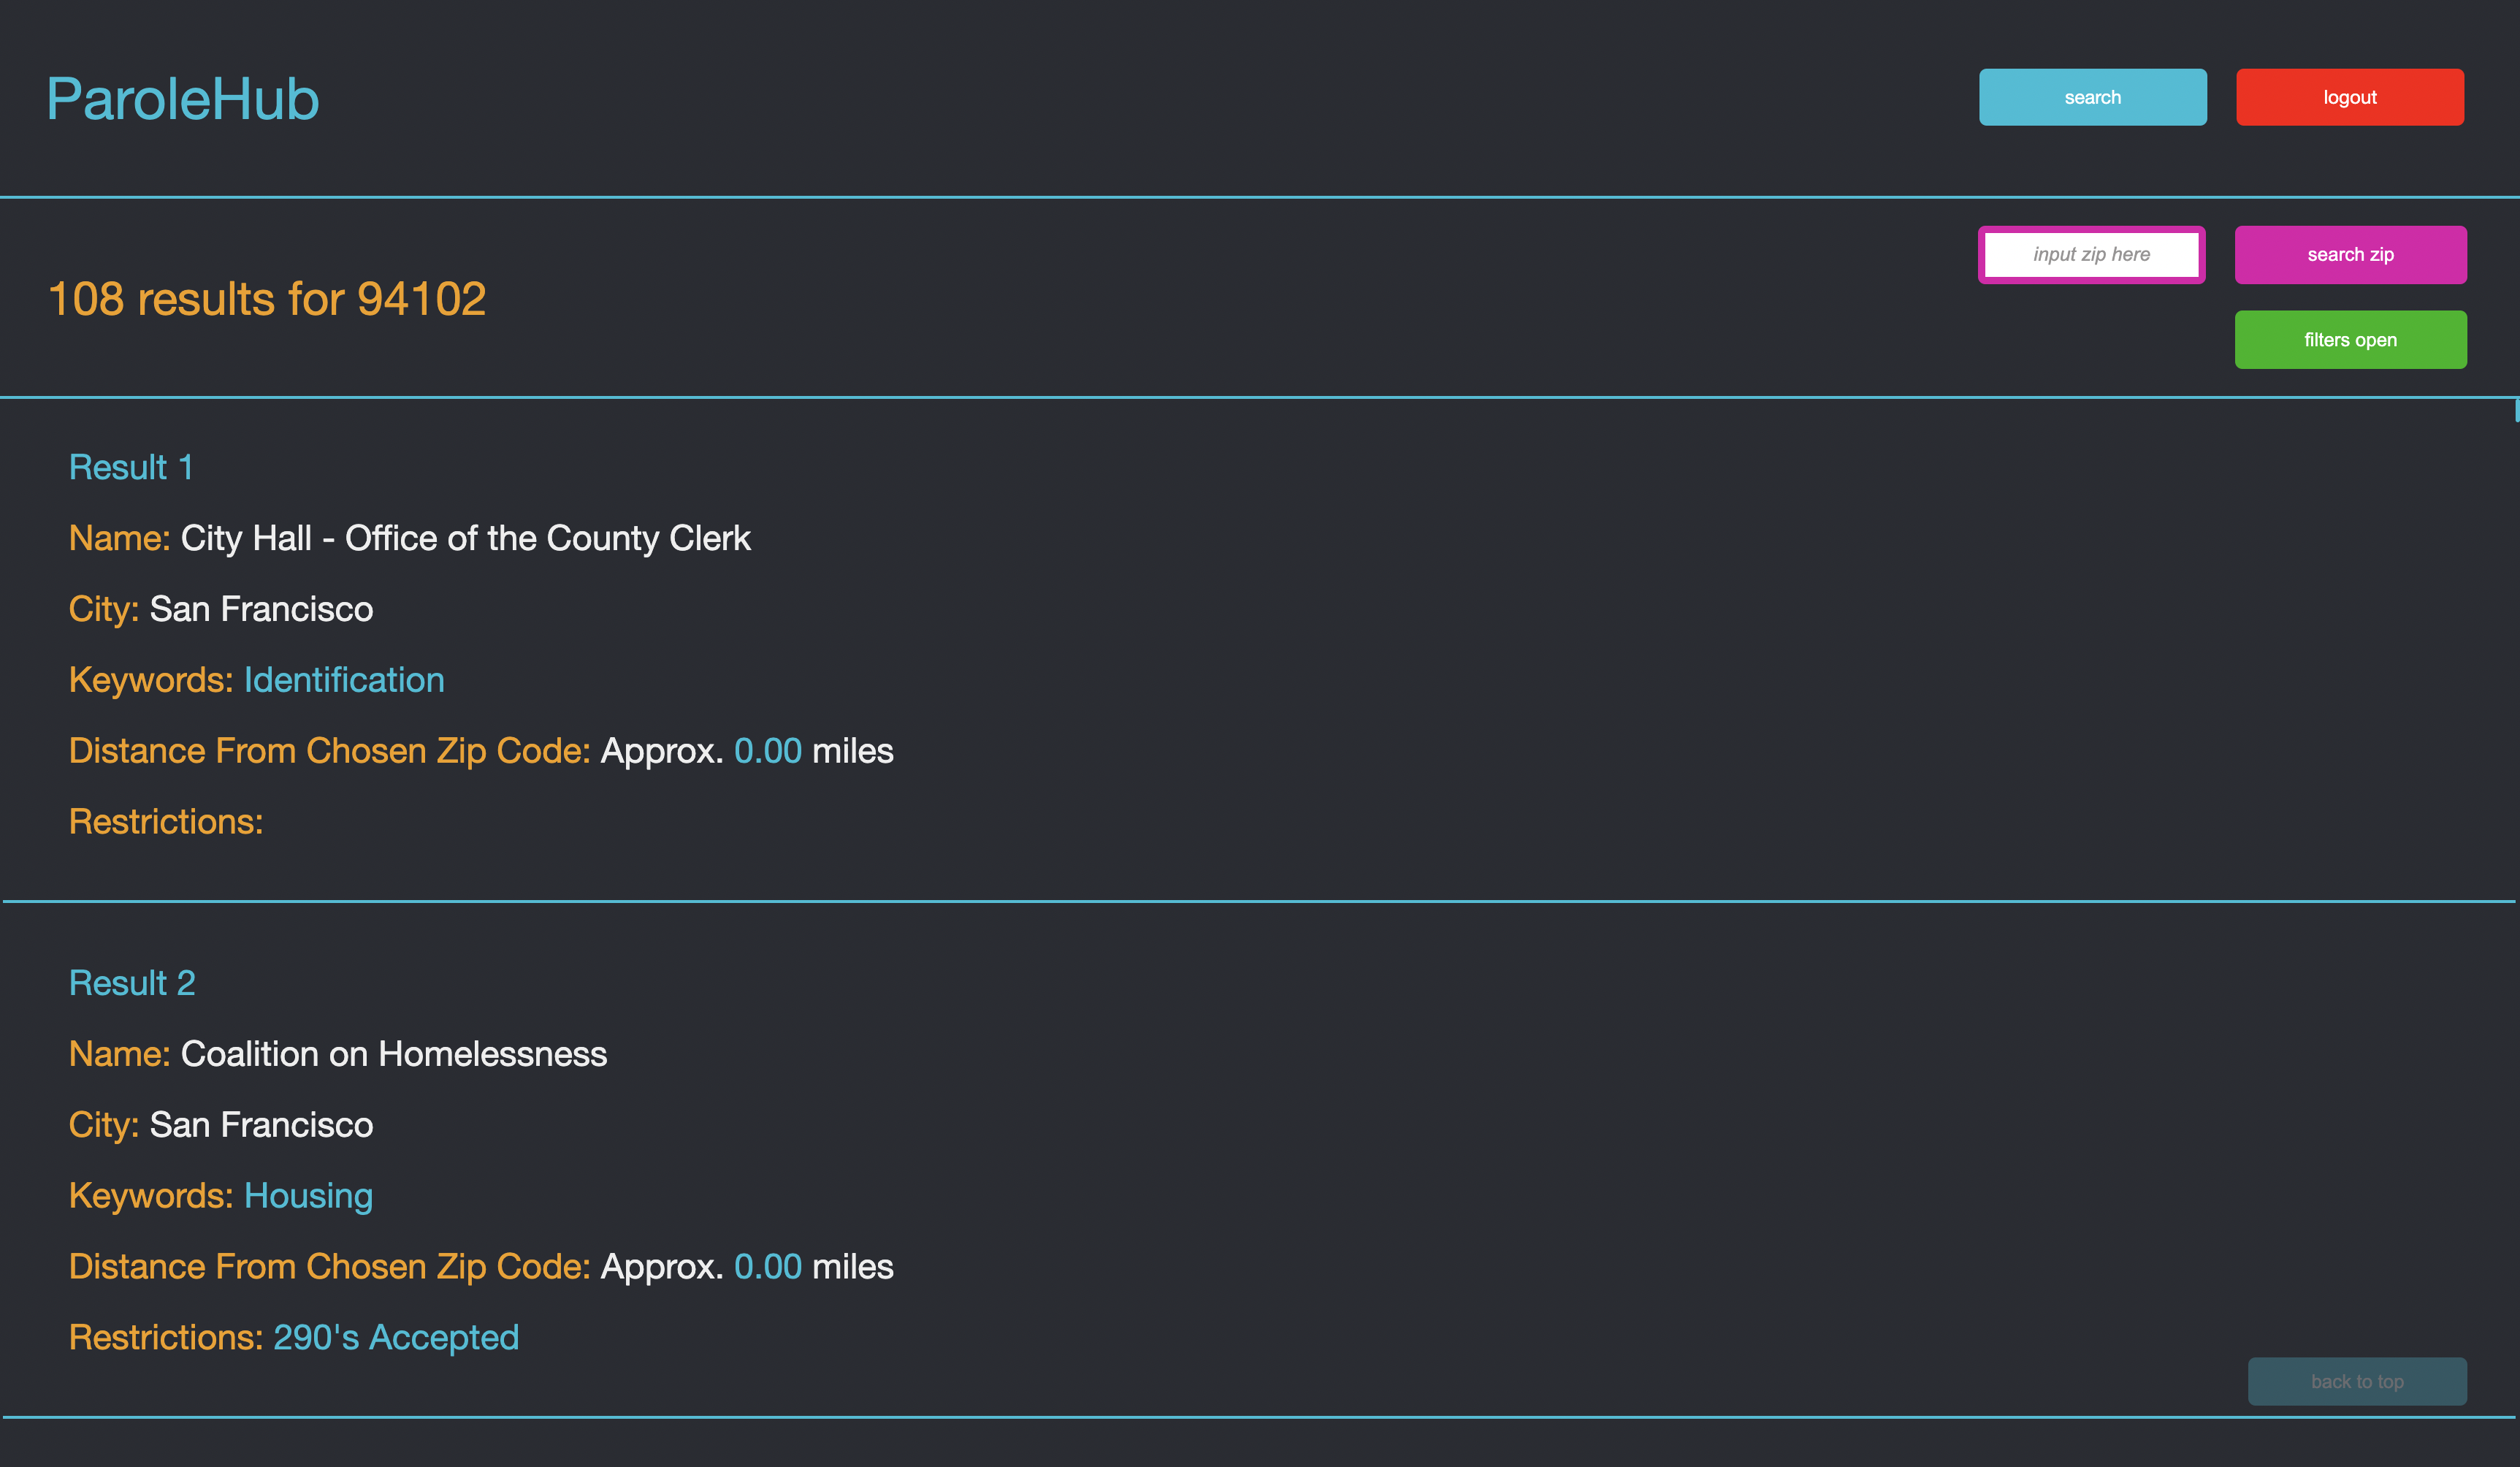 ParoleHub
search
logout
108 results for 94102
input zip here
search zip
filters open
Result 1
Name: City Hall - Office of the County Clerk
City: San Francisco
Keywords: Identification
Distance From Chosen Zip Code: Approx. 0.00 miles
Restrictions:
Result 2
Name: Coalition on Homelessness
City: San Francisco
Keywords: Housing
Distance From Chosen Zip Code: Approx. 0.00 miles
Restrictions: 290's Accepted
back to top